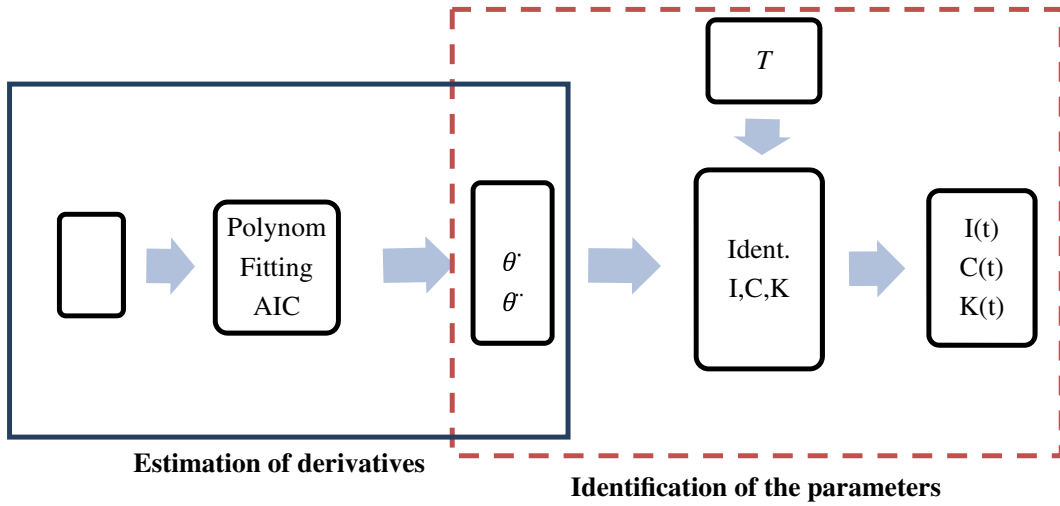 T
Polynom
Fitting
AIC
θ˙
θ¨
Ident.
I,C,K
I(t)
C(t)
K(t)
Estimation of derivatives
Identification of the parameters